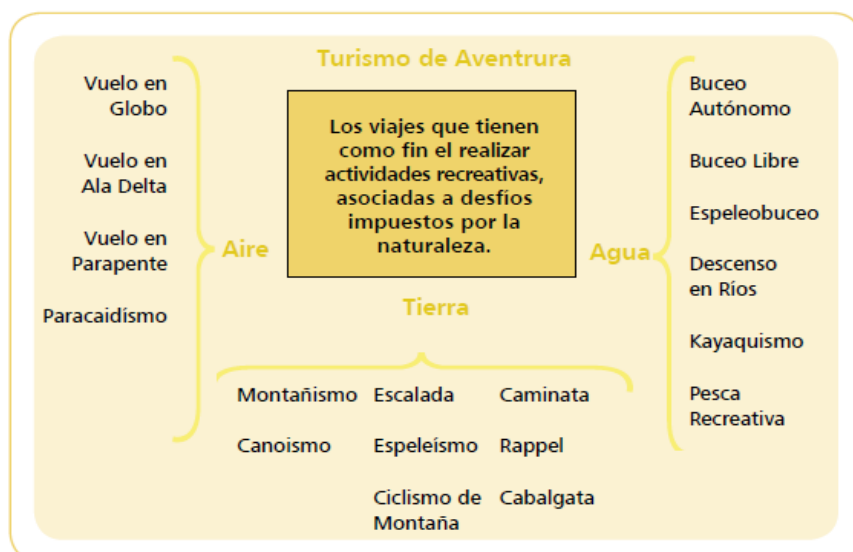 Turismo de Aventrura
Vuelo en
Globo
Vuelo en
Ala Delta
Vuelo en
Parapente
Paracaidísmo
Aire
Los viajes que tienen
como fin el realizar
actividades recreativas,
asociadas a desfíos
impuestos por la
naturaleza.
Agua
Buceo
Autónomo
Buceo Libre
Espeleobuceo
Descenso
en Ríos
Kayaquismo
Pesca
Recreativa
Tierra
Montañismo Escalada Caminata
Canoismo Espeleísmo Rappel
Ciclismo de Cabalgata
Montaña